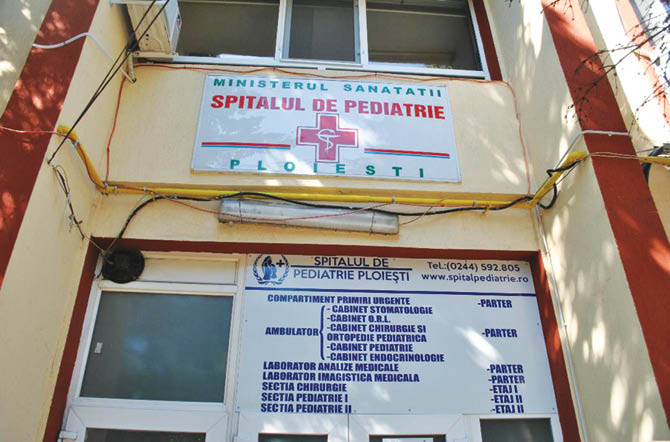 MINISTERUL SANATATII
SPITALUL DE PEDIATRIE
PLOIESTI
SPITALUL DE
PEDIATRIE PLOIEȘTI
Tel.:(0244) 592.805
www.spitalpediatrie.ro
COMPARTIMENT PRIMIRI URGENTE -PARTER
AMBULATOR
- CABINET STOMATOLOGIE
-CABINET O.R.L.
-CABINET CHIRURGIE ȘI
ORTOPEDIE PEDIATRICA -PARTER
-CABINET PEDIATRIE
-CABINET ENDOCRINOLOGIE
LABORATOR ANALIZE MEDICALE -PARTER
LABORATOR IMAGISTICA MEDICALA -PARTER
SECTIA CHIRURGIE -ETAJ I
SECTIA PEDIATRIE I -ETAJ II
SECTIA PEDIATRIE II -ETAJ II